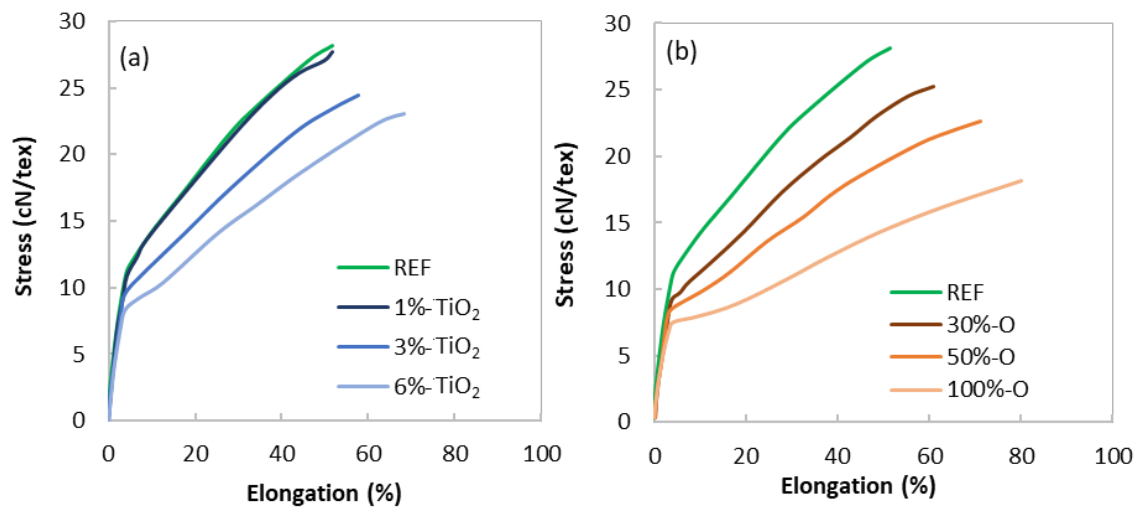 (a)
Stress (cN/tex)
30
25
20
15
10
5
0
REF
1%-TiO₂
3%-TiO₂
6%-TiO₂
0 20 40 60 80 100
Elongation (%)
(b)
Stress (cN/tex)
30
25
20
15
10
5
0
REF
30%-O
50%-O
100%-O
0 20 40 60 80 100
Elongation (%)